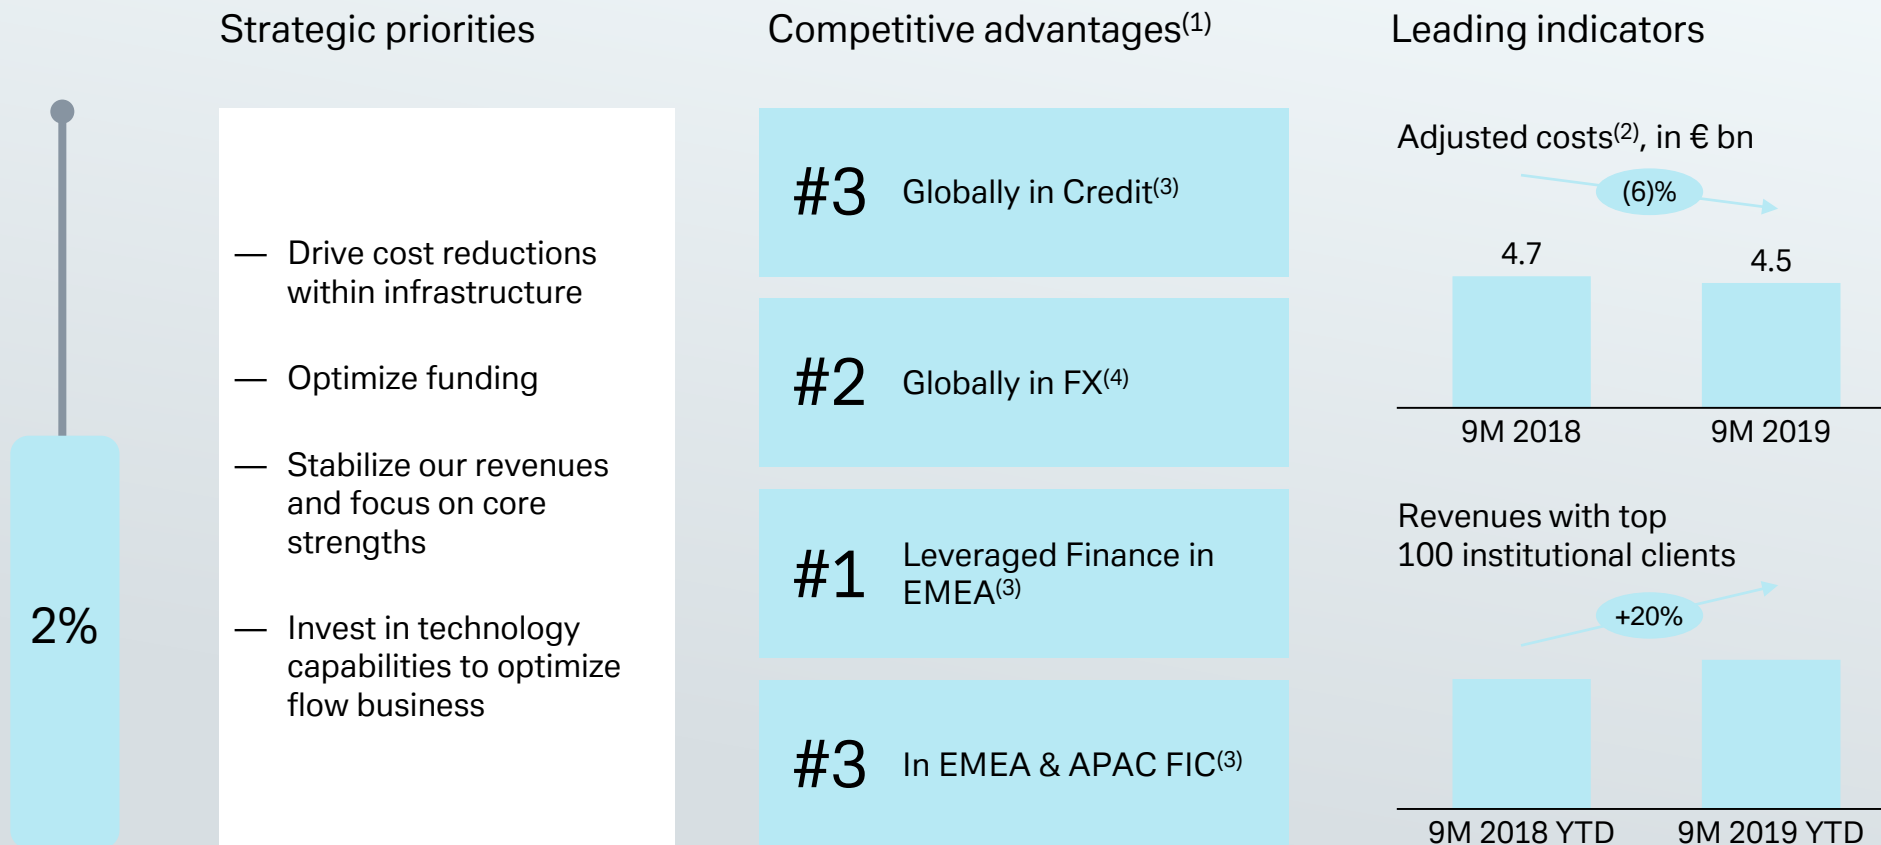 Strategic priorities
Competitive advantages(1)
Leading indicators
2%
— Drive cost reductions
within infrastructure
— Optimize funding
— Stabilize our revenues
and focus on core
strengths
— Invest in technology
capabilities to optimize
flow business
#3 Globally in Credit(3)
#2 Globally in FX(4)
#1 Leveraged Finance in
EMEA(3)
#3 In EMEA & APAC FIC(3)
Adjusted costs(2), in € bn
(6)%
4.7
4.5
9M 2018
9M 2019
Revenues with top
100 institutional clients
+20%
9M 2018 YTD
9M 2019 YTD